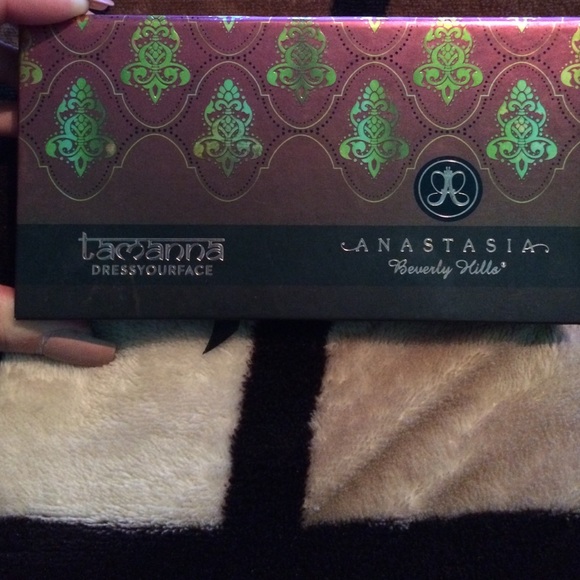 tamanna
DRESSYOURFACE
ANASTASIA
Beverly Hills®